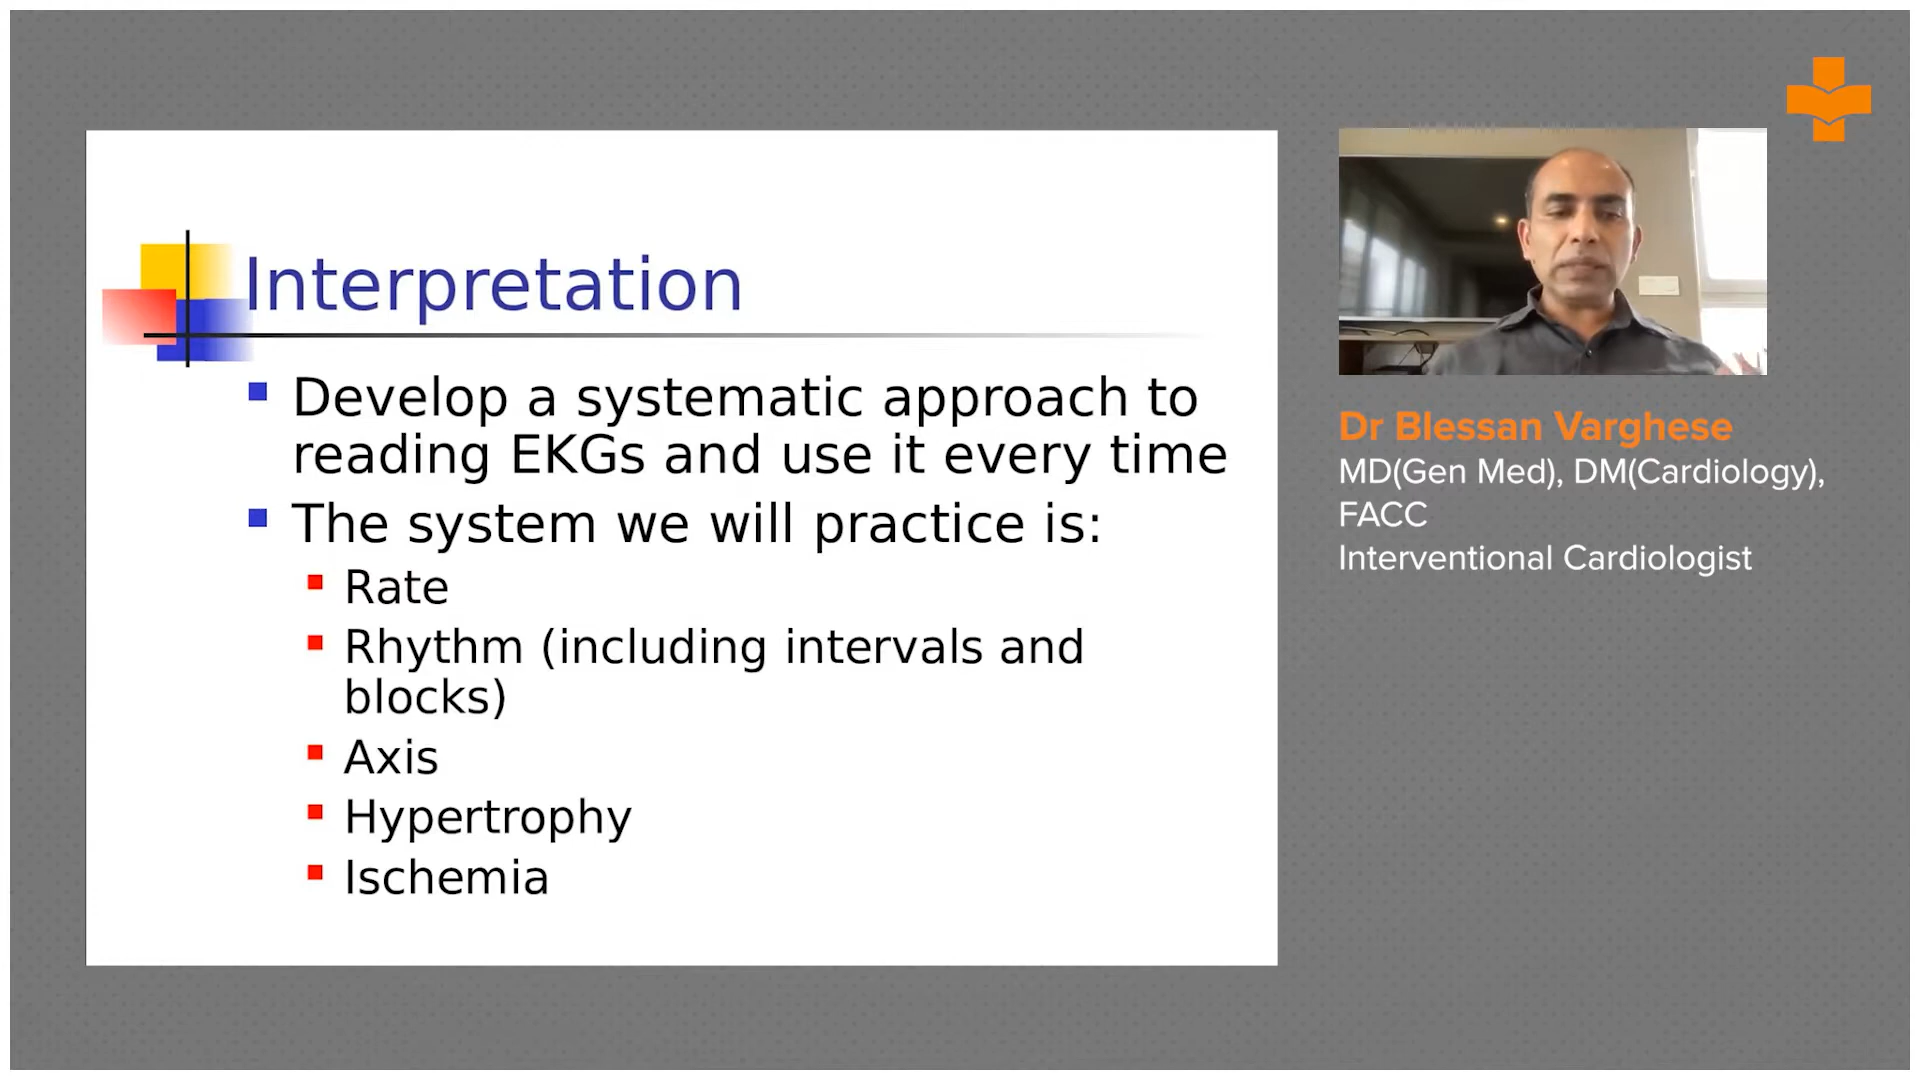 Interpretation
Develop a systematic approach to
reading EKGs and use it every time
The system we will practice is:
Rate
Rhythm (including intervals and
blocks)
Axis
Hypertrophy
Ischemia
Dr Blessan Varghese
MD(Gen Med), DM(Cardiology),
FACC
Interventional Cardiologist